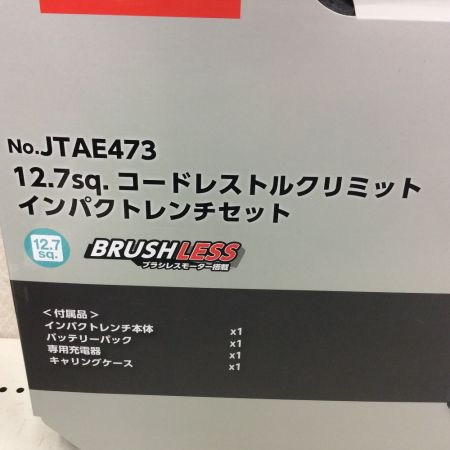 No.JTAE473
12.7sq. コードレストルクリミット
インパクトレンチセット
12.7
sq.
BRUSHLESS
ブラシレスモーター搭載
＜付属品＞
インパクトレンチ本体 x1
バッテリーパック x1
専用充電器 x1
キャリングケース x1